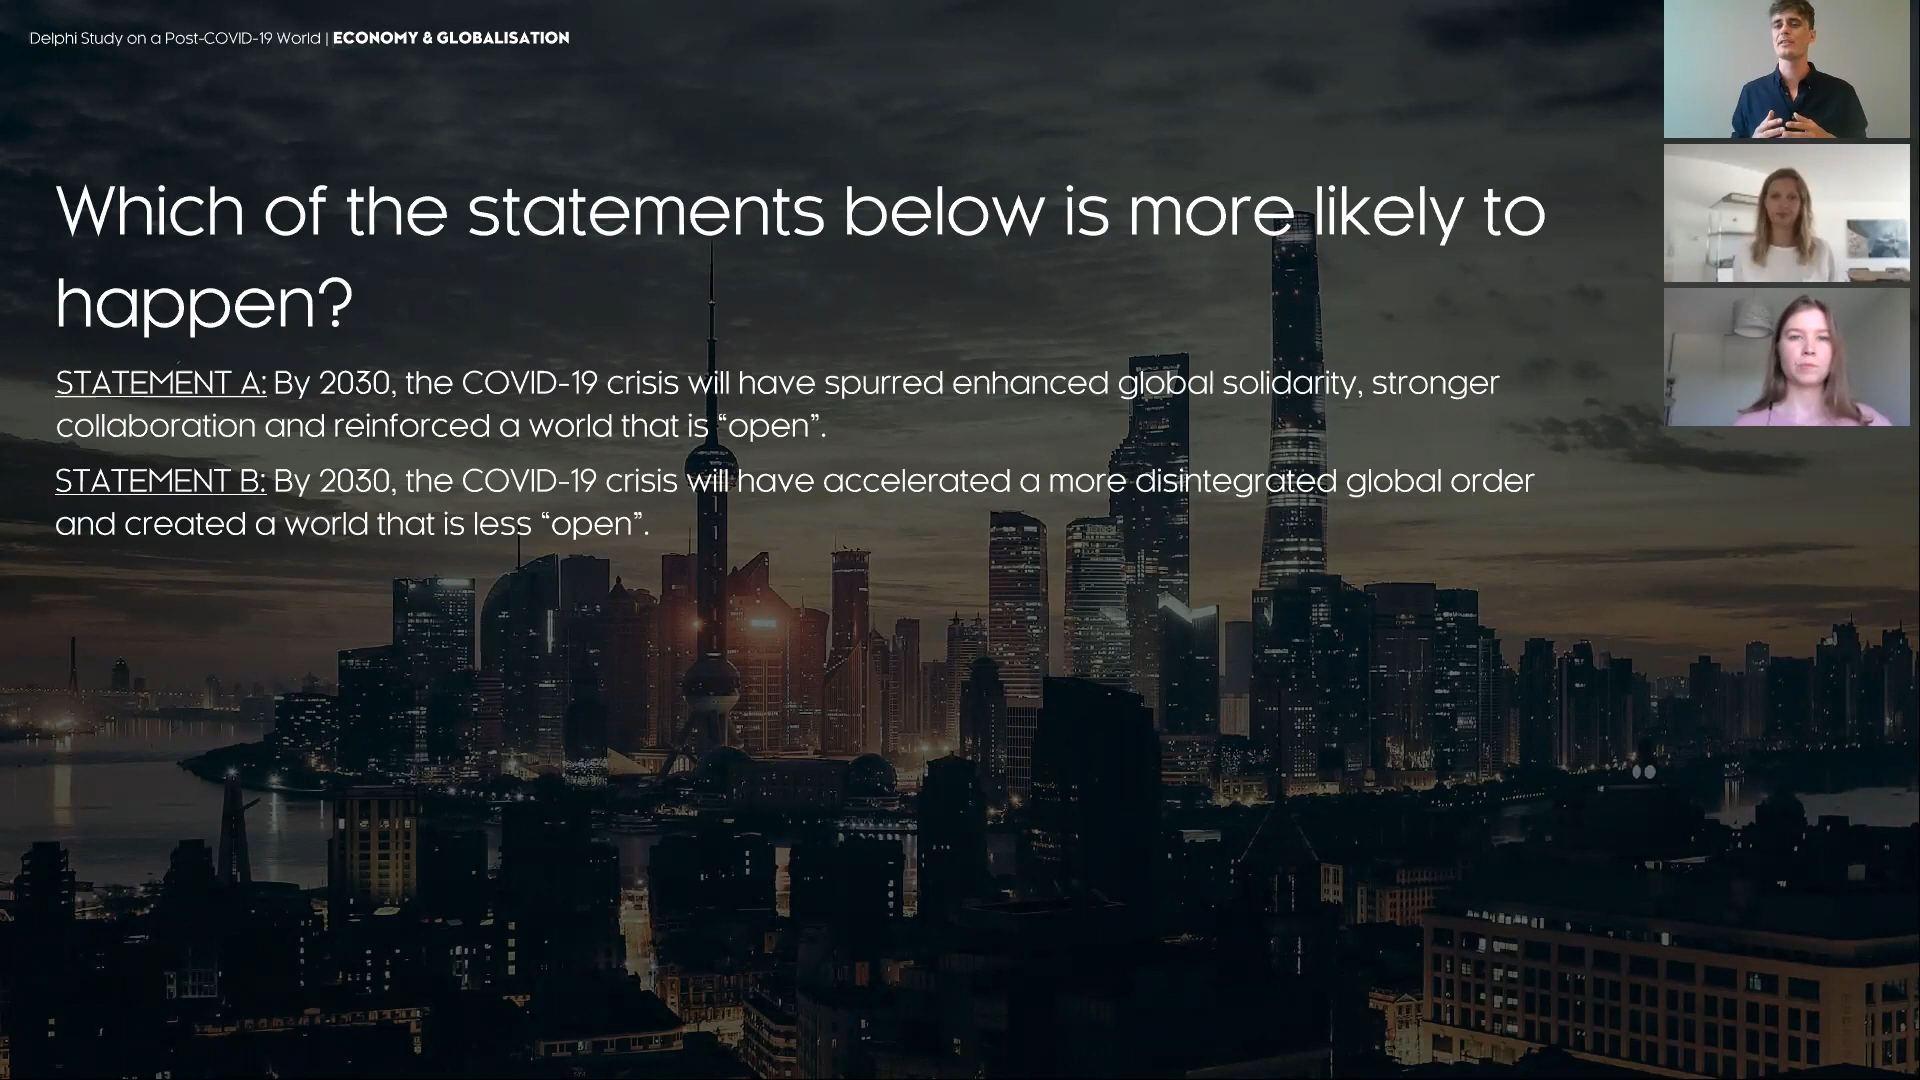 Delphi Study on a Post-COVID-19 World | ECONOMY & GLOBALISATION
Which of the statements below is more likely to
happen?
STATEMENT A: By 2030, the COVID-19 crisis will have spurred enhanced global solidarity, stronger
collaboration and reinforced a world that is “open”.
STATEMENT B: By 2030, the COVID-19 crisis will have accelerated a more disintegrated global order
and created a world that is less “open”.